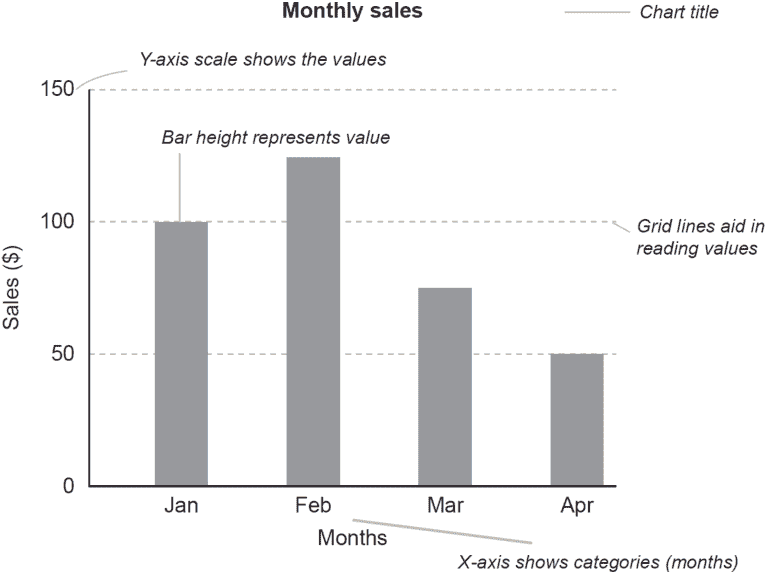 Monthly sales
Chart title
Y-axis scale shows the values
150
Bar height represents value
100
Grid lines aid in
reading values
Sales ($)
50
0
Jan
Feb
Mar
Apr
Months
X-axis shows categories (months)